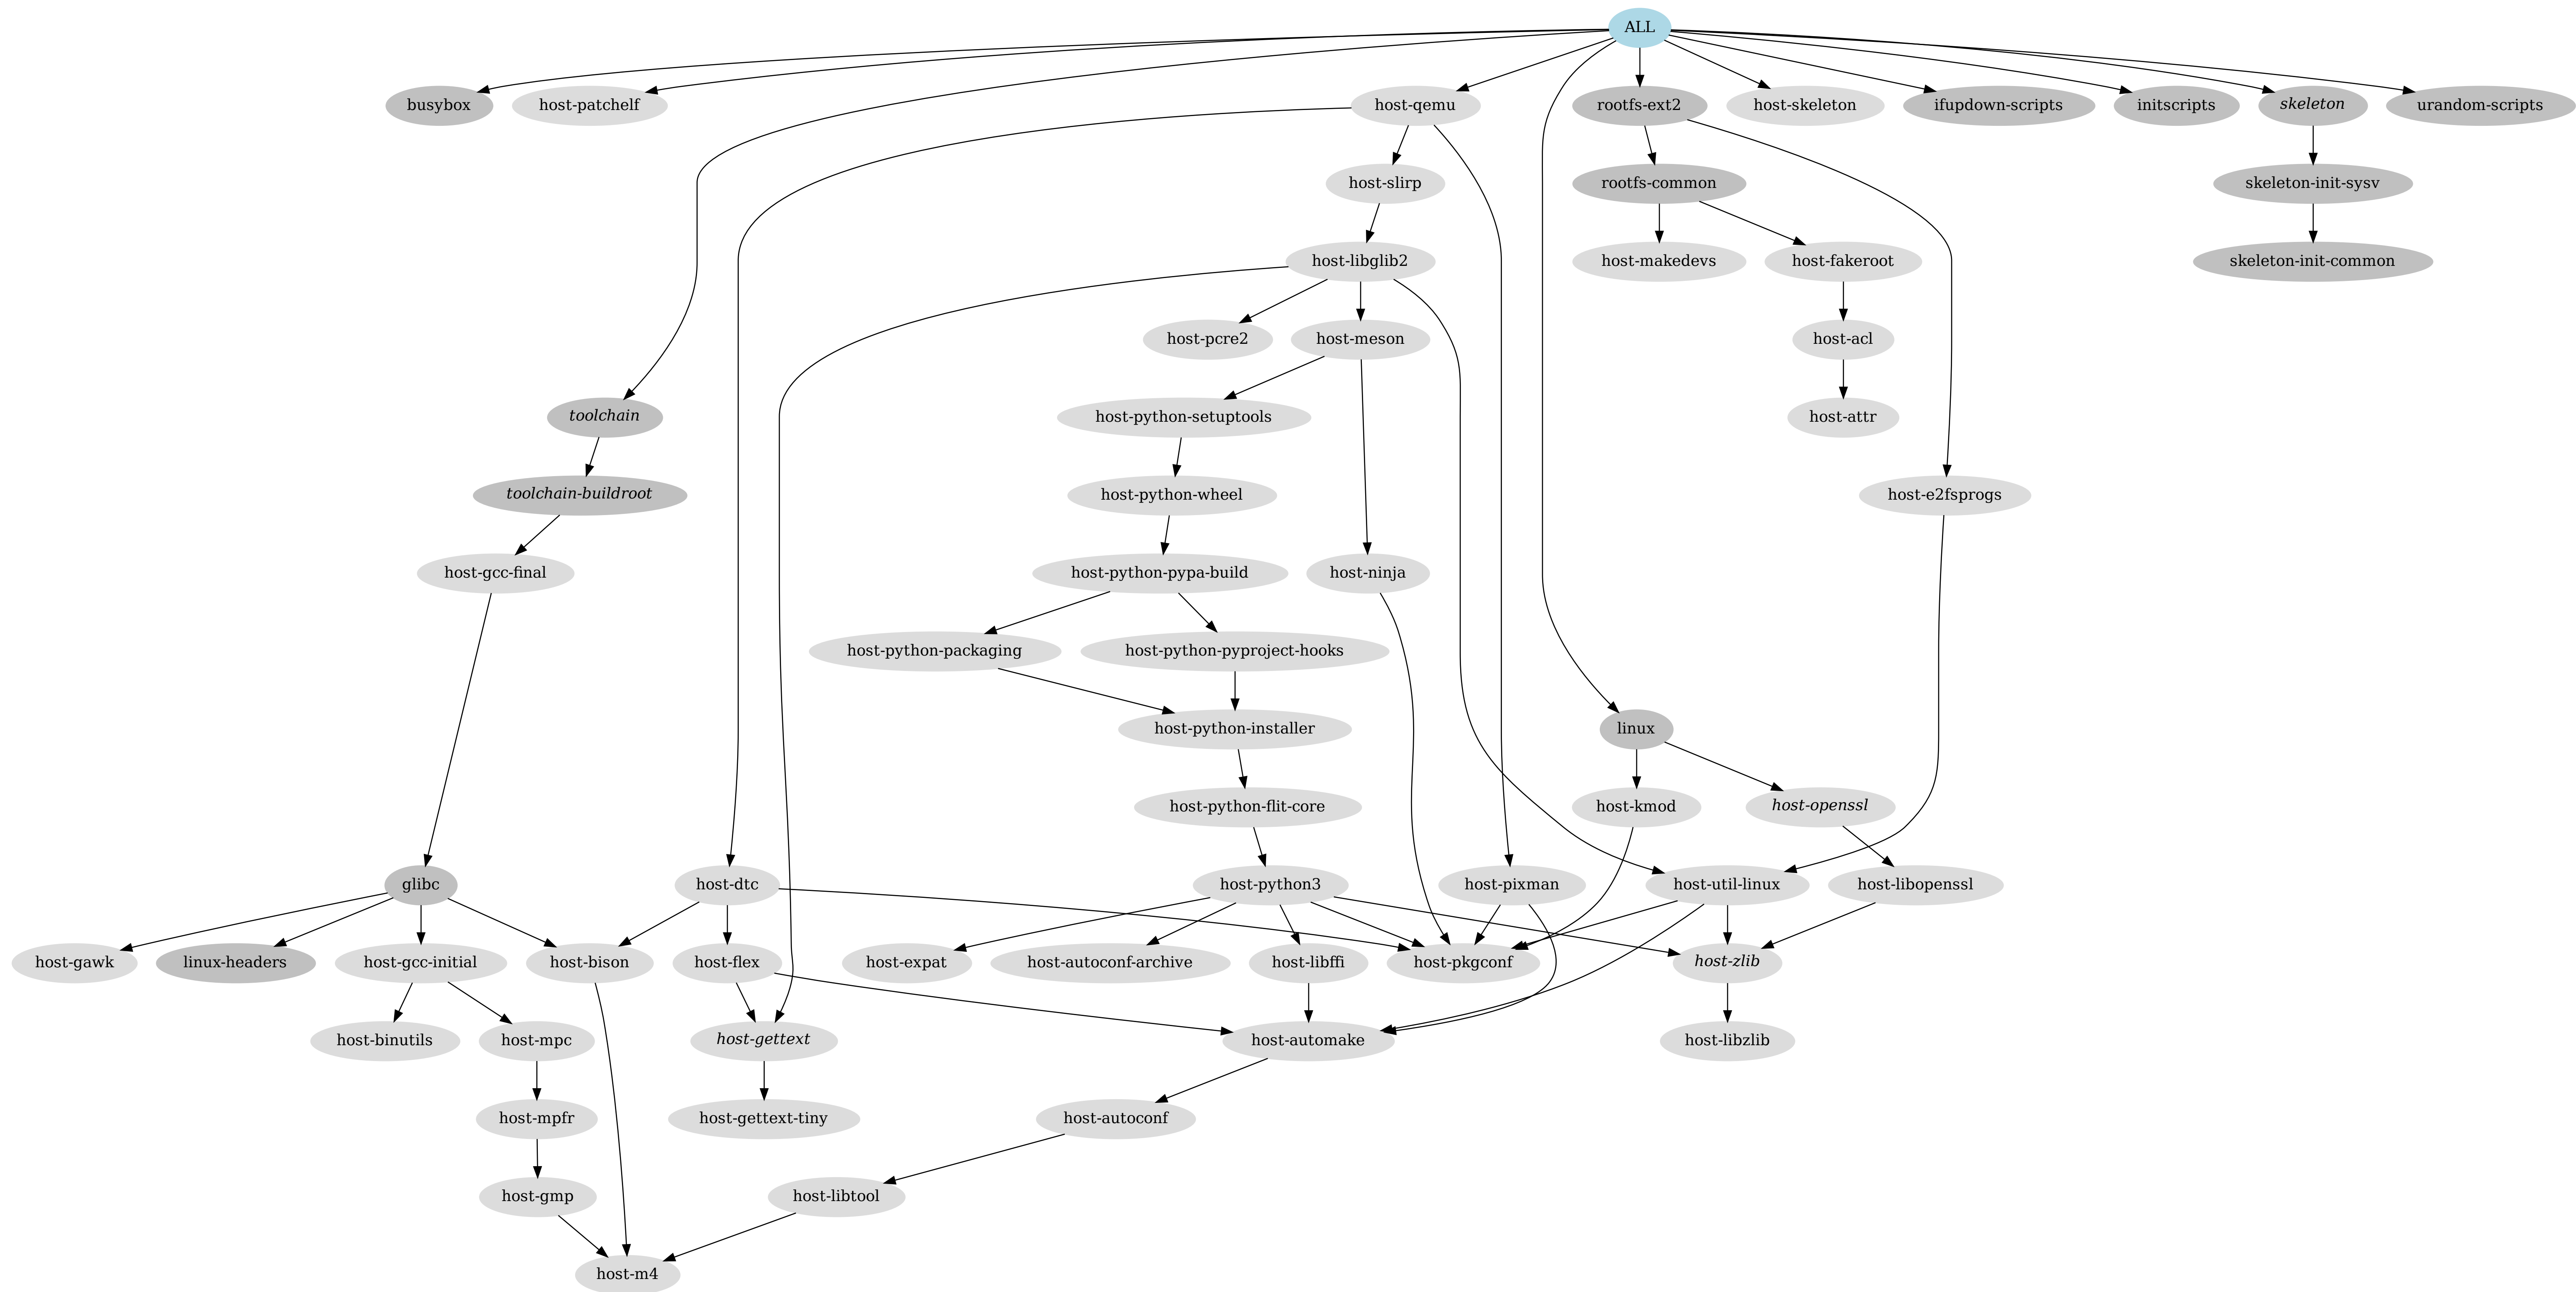 ALL
busybox
host-patchelf
host-qemu
rootfs-ext2
host-skeleton
ifupdown-scripts
initscripts
skeleton
urandom-scripts
host-slirp
rootfs-common
skeleton-init-sysv
host-libglib2
host-makedevs
host-fakeroot
skeleton-init-common
host-pcre2
host-meson
host-acl
toolchain
host-python-setuptools
host-attr
toolchain-buildroot
host-python-wheel
host-e2fsprogs
host-gcc-final
host-python-pypa-build
host-ninja
host-python-packaging
host-python-pyproject-hooks
host-python-installer
linux
host-python-flit-core
host-kmod
host-openssl
glibc
host-dtc
host-python3
host-pixman
host-util-linux
host-libopenssl
host-gawk
linux-headers
host-gcc-initial
host-bison
host-flex
host-expat
host-autoconf-archive
host-libffi
host-pkgconf
host-zlib
host-binutils
host-mpc
host-gettext
host-automake
host-libzlib
host-mpfr
host-gettext-tiny
host-autoconf
host-gmp
host-libtool
host-m4